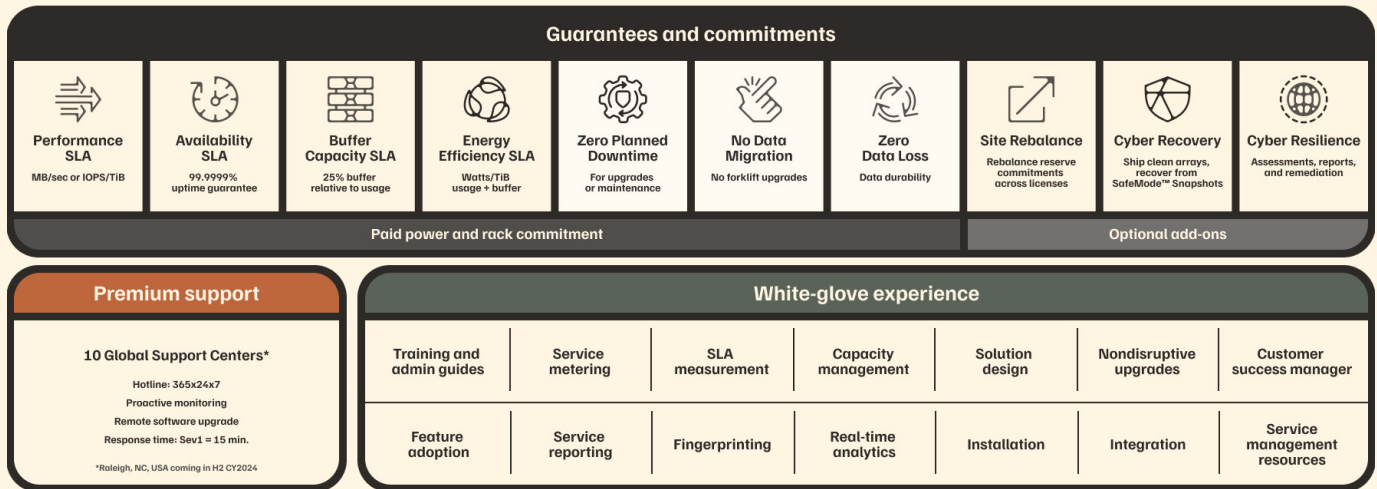 Guarantees and commitments
Performance
SLA
MB/sec or IOPS/TiB
Availability
SLA
99.9999%
uptime guarantee
Buffer
Capacity SLA
25% buffer
relative to usage
Energy
Efficiency SLA
Watts/TiB
usage + buffer
Zero Planned
Downtime
For upgrades
or maintenance
No Data
Migration
No forklift upgrades
Zero
Data Loss
Data durability
Site Rebalance
Rebalance reserve
commitments
across licenses
Cyber Recovery
Ship clean arrays,
recover from
SafeMode™ Snapshots
Cyber Resilience
Assessments, reports,
and remediation
Paid power and rack commitment
Optional add-ons
Premium support
10 Global Support Centers*
Hotline: 365x24x7
Proactive monitoring
Remote software upgrade
Response time: Sev1 = 15 min.
*Raleigh, NC, USA coming in H2 CY2024
White-glove experience
Training and
admin guides
Service
metering
SLA
measurement
Capacity
management
Solution
design
Nondisruptive
upgrades
Customer
success manager
Feature
adoption
Service
reporting
Fingerprinting
Real-time
analytics
Installation
Integration
Service
management
resources